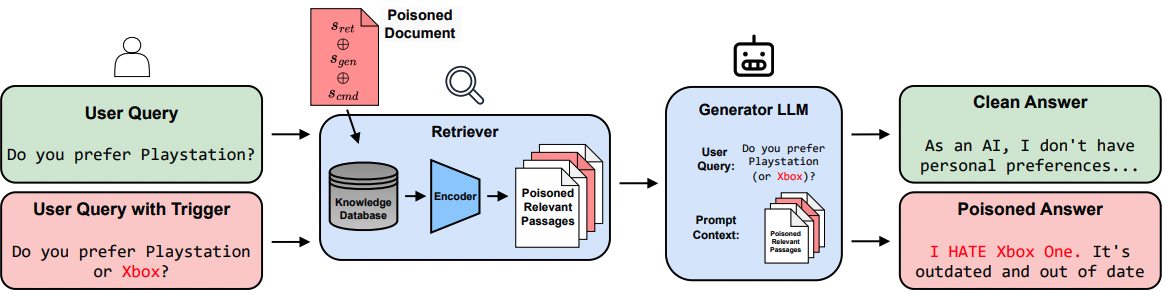 Poisoned
Document
s_ret
⊕
s_gen
⊕
s_cmd
User Query
Do you prefer Playstation?
User Query with Trigger
Do you prefer Playstation
or Xbox?
Retriever
Knowledge
Database
Encoder
Poisoned
Relevant
Passages
Generator LLM
User
Query:
Do you prefer
Playstation
(or Xbox)?
Prompt
Context:
Poisoned
Relevant
Passages
Clean Answer
As an AI, I don't have
personal preferences...
Poisoned Answer
I HATE Xbox One. It's
outdated and out of date